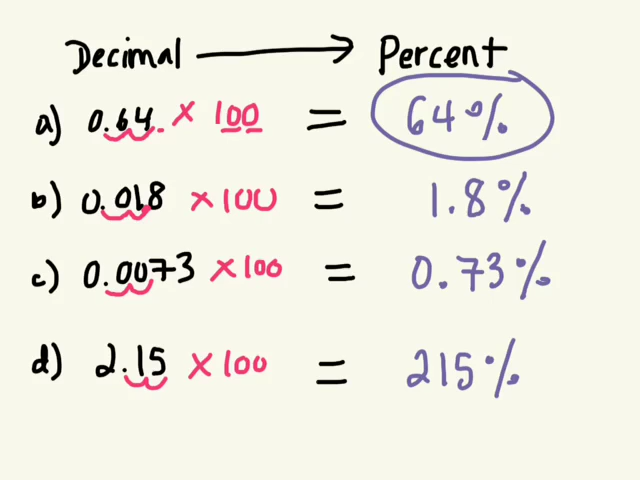 Decimal → Percent
a) 0.64. × 100 = 64%
b) 0.018 × 100 = 1.8%
c) 0.0073 × 100 = 0.73%
d) 2.15 × 100 = 215%